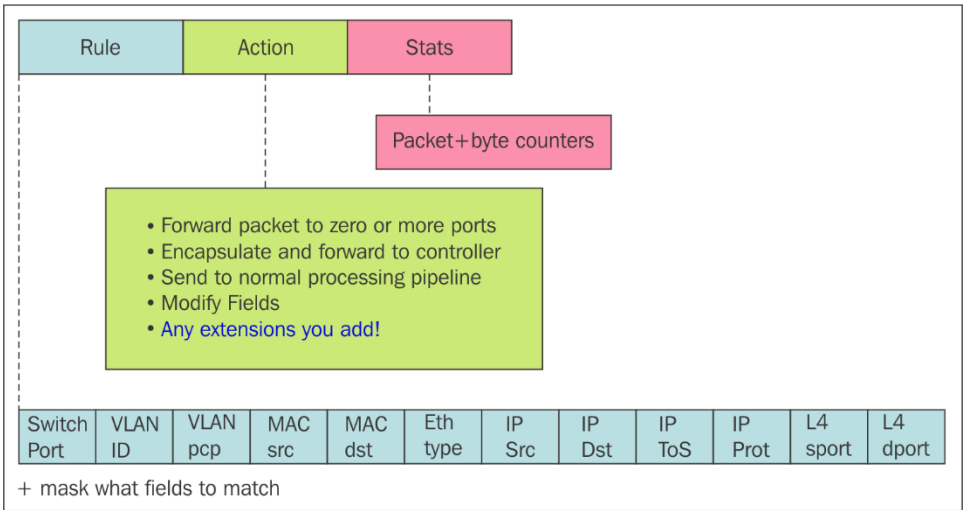 Rule Action Stats
Packet+byte counters
• Forward packet to zero or more ports
• Encapsulate and forward to controller
• Send to normal processing pipeline
• Modify Fields
• Any extensions you add!
Switch Port
VLAN ID
VLAN pcp
MAC src
MAC dst
Eth type
IP Src
IP Dst
IP ToS
IP Prot
L4 sport
L4 dport
+ mask what fields to match